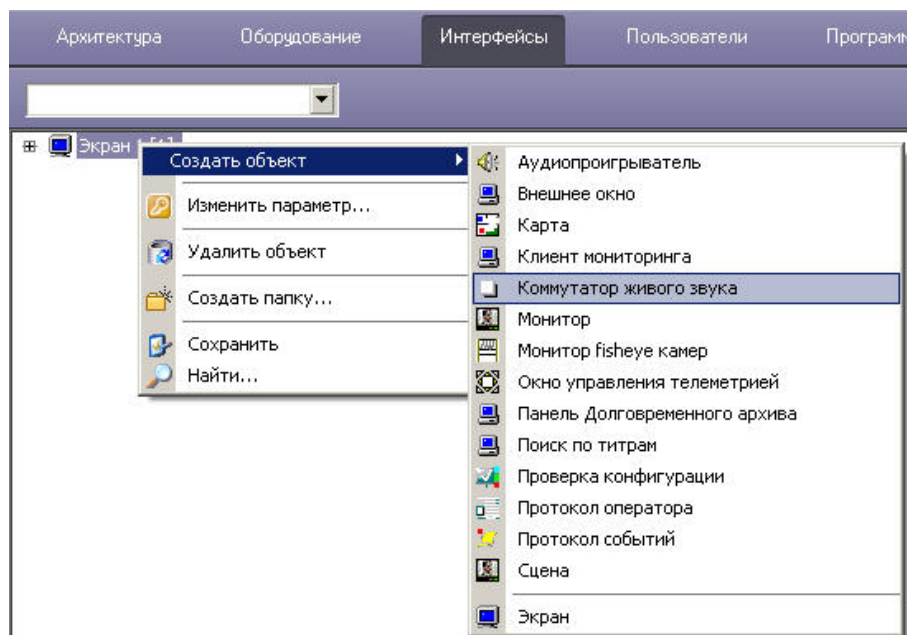 Архитектура Оборудование Интерфейсы Пользователи Програм
Экран
Создать объект
Изменить параметр...
Удалить объект
Создать папку...
Сохранить
Найти...
Аудиопроигрыватель
Внешнее окно
Карта
Клиент мониторинга
Коммутатор живого звука
Монитор
Монитор fisheye камер
Окно управления телеметрией
Панель Долговременного архива
Поиск по титрам
Проверка конфигурации
Протокол оператора
Протокол событий
Сцена
Экран